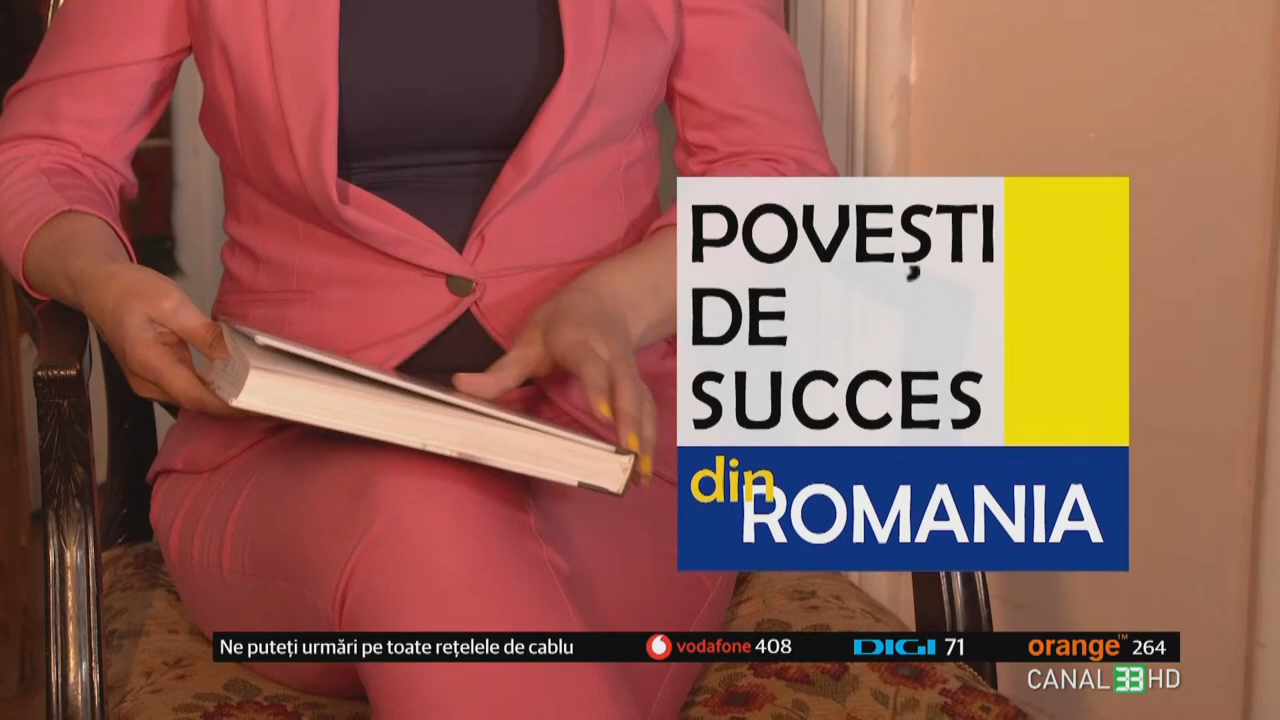 POVEȘTI
DE
SUCCES
din
ROMANIA
Ne puteți urmări pe toate rețelele de cablu vodafone 408 DIGI 71 orange™ 264
CANAL 33 HD